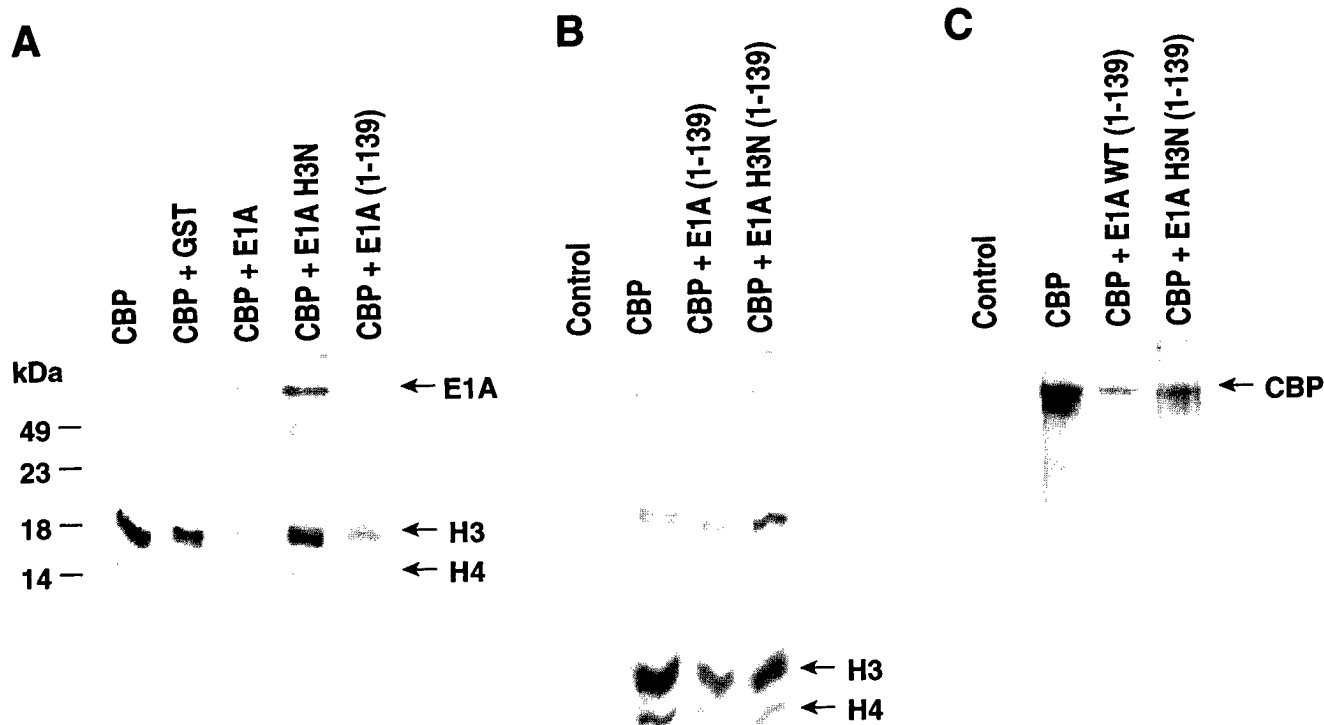 A
CBP
CBP + GST
CBP + E1A
CBP + E1A H3N
CBP + E1A (1-139)
kDa
49
23
18
14
E1A
H3
H4
B
Control
CBP
CBP + E1A (1-139)
CBP + E1A H3N (1-139)
H3
H4
C
Control
CBP
CBP + E1A WT (1-139)
CBP + E1A H3N (1-139)
CBP